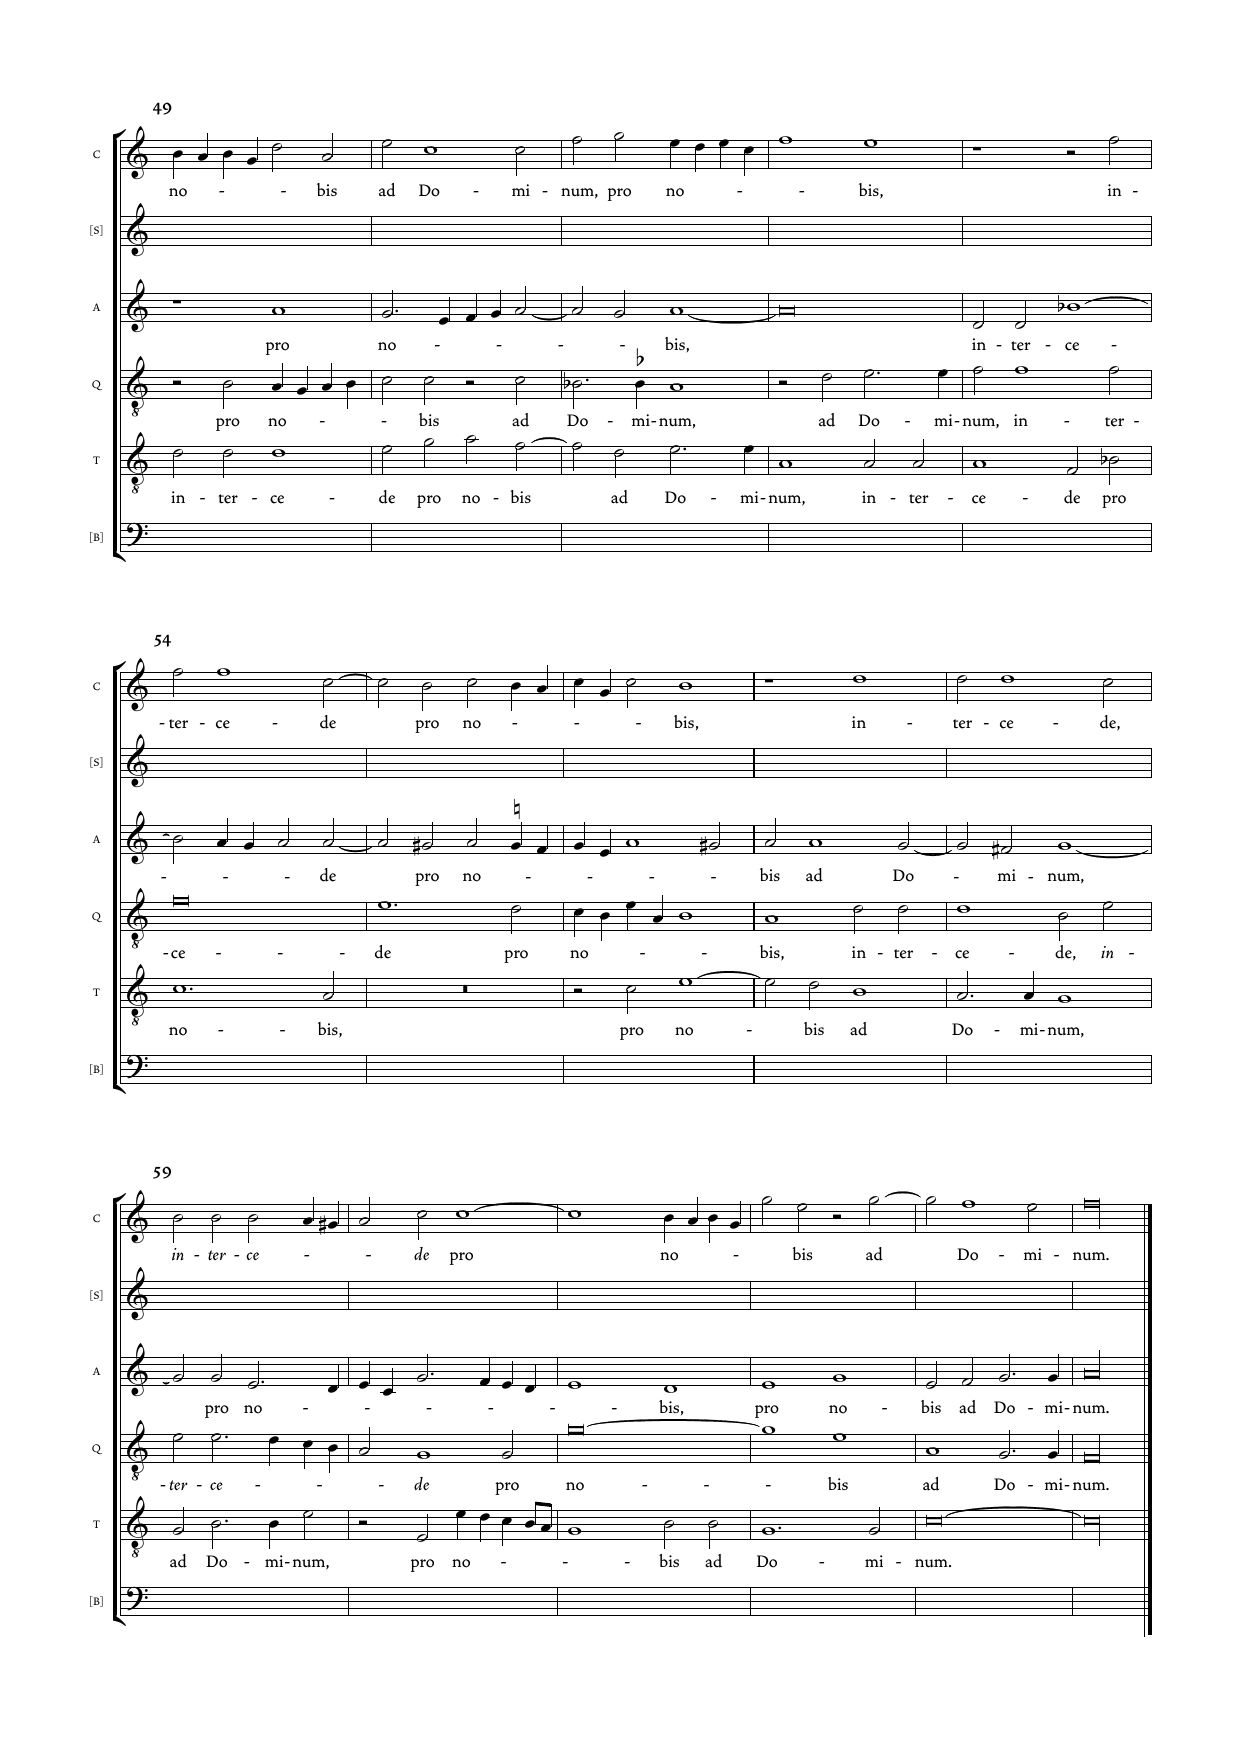 49
C
no - - - bis ad Do - mi - num, pro no - - - bis, in -
[S]
A
pro no - - - - - bis, in - ter - ce -
Q
pro no - - - bis ad Do - mi - num, ad Do - mi - num, in - ter -
T
in - ter - ce - de pro no - bis ad Do - mi - num, in - ter - ce - de pro
[B]
54
C
- ter - ce - de pro no - - - - bis, in - ter - ce - de,
[S]
A
- - - - de pro no - - - - - bis ad Do - mi - num,
Q
- ce - - - de pro no - - - bis, in - ter - ce - de, in -
T
no - - bis, pro no - bis ad Do - mi - num,
[B]
59
C
in - ter - ce - - de pro no - - bis ad Do - mi - num.
[S]
A
pro no - - - - - - - bis, pro no - bis ad Do - mi - num.
Q
- ter - ce - - - de pro no - - - bis ad Do - mi - num.
T
ad Do - mi - num, pro no - - - - bis ad Do - mi - num.
[B]